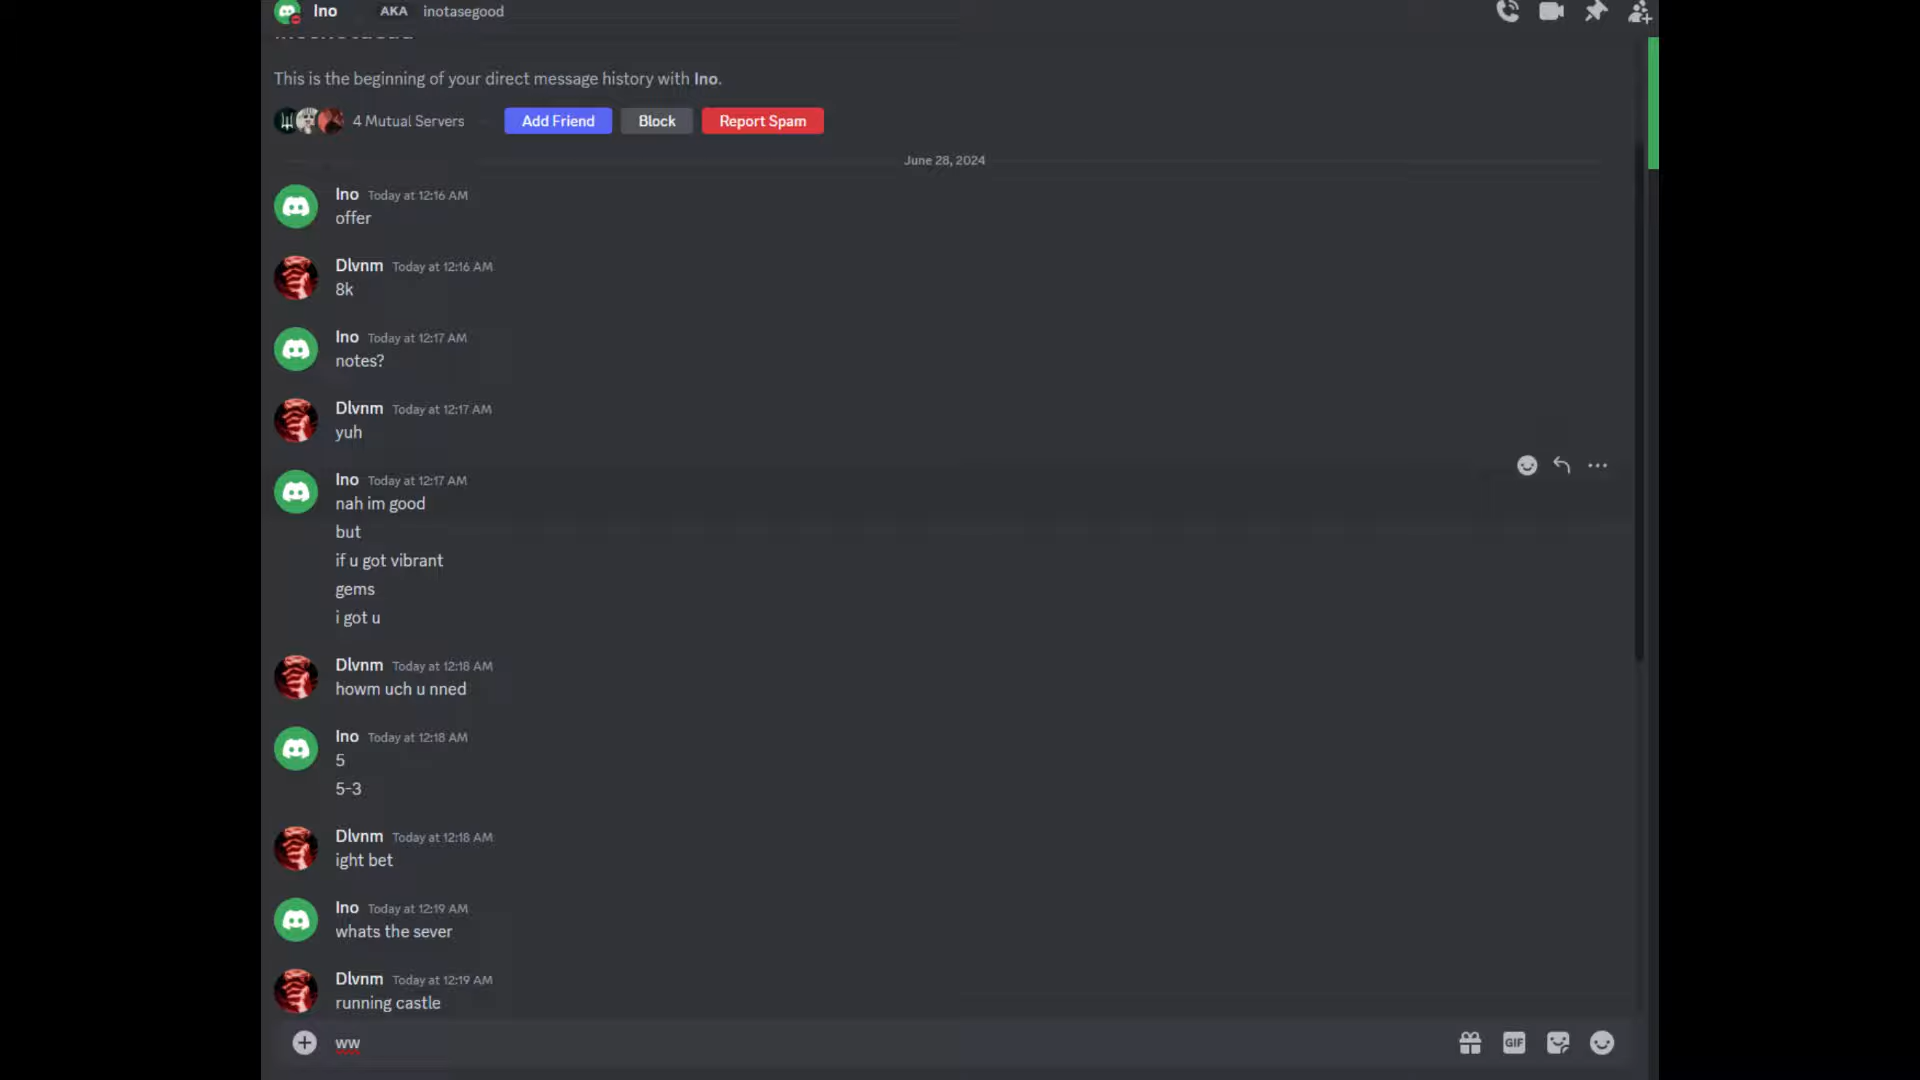 Ino AKA inotasegood
This is the beginning of your direct message history with Ino.
4 Mutual Servers Add Friend Block Report Spam
June 28, 2024
Ino Today at 12:16 AM
offer
Dlvnm Today at 12:16 AM
8k
Ino Today at 12:17 AM
notes?
Dlvnm Today at 12:17 AM
yuh
Ino Today at 12:17 AM
nah im good
but
if u got vibrant
gems
i got u
Dlvnm Today at 12:18 AM
howm uch u nned
Ino Today at 12:18 AM
5
5-3
Dlvnm Today at 12:18 AM
ight bet
Ino Today at 12:19 AM
whats the sever
Dlvnm Today at 12:19 AM
running castle
ww GIF